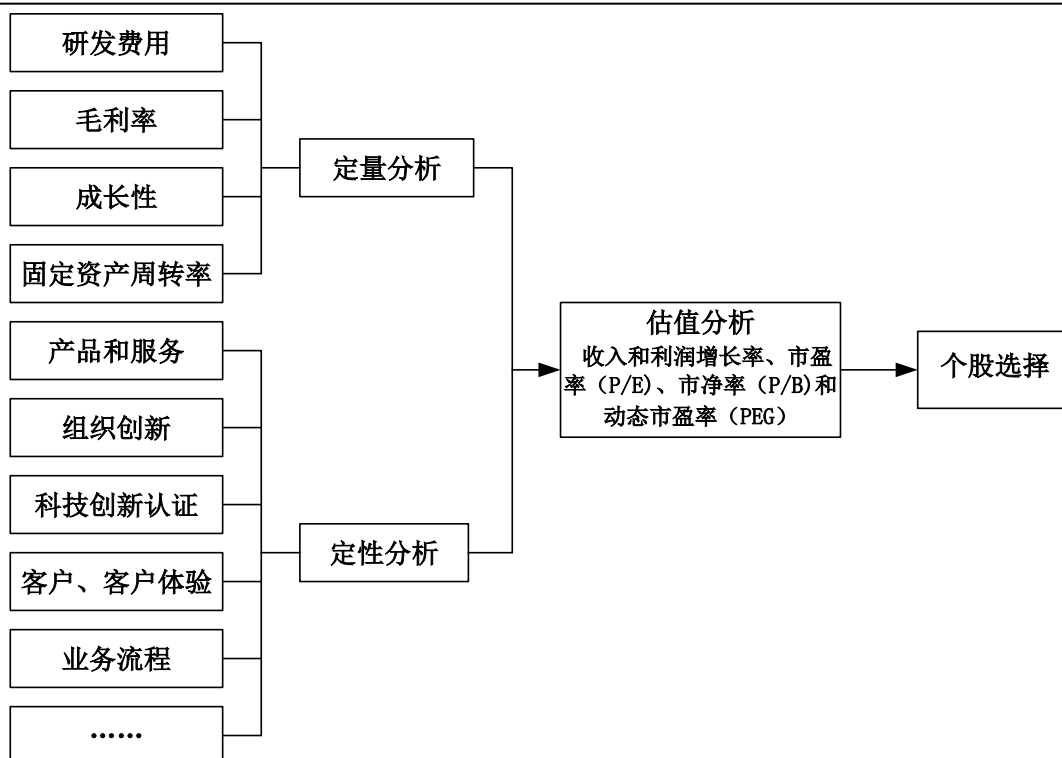 研发费用
毛利率
成长性
固定资产周转率
产品和服务
组织创新
科技创新认证
客户、客户体验
业务流程
……
定量分析
定性分析
估值分析
收入和利润增长率、市盈
率（P/E)、市净率（P/B)和
动态市盈率（PEG）
个股选择